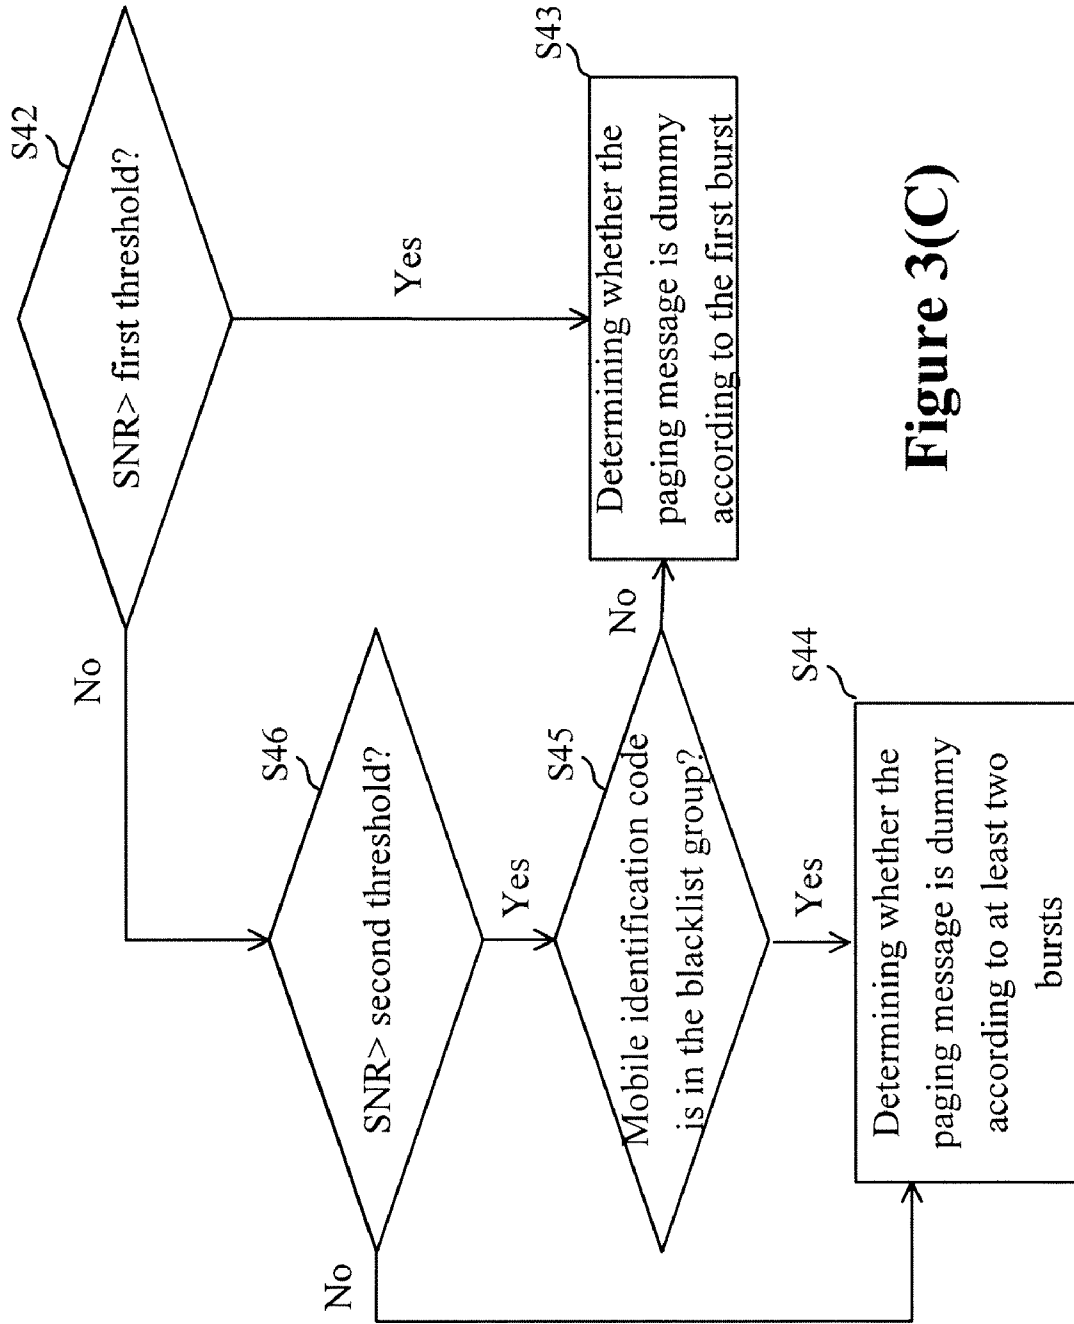 S42
SNR> first threshold?
Yes
No
S43
Determining whether the
paging message is dummy
according to the first burst
S46
SNR> second threshold?
Yes
No
S45
Mobile identification code
is in the blacklist group?
No
Yes
S44
Determining whether the
paging message is dummy
according to at least two
bursts
Figure 3(C)